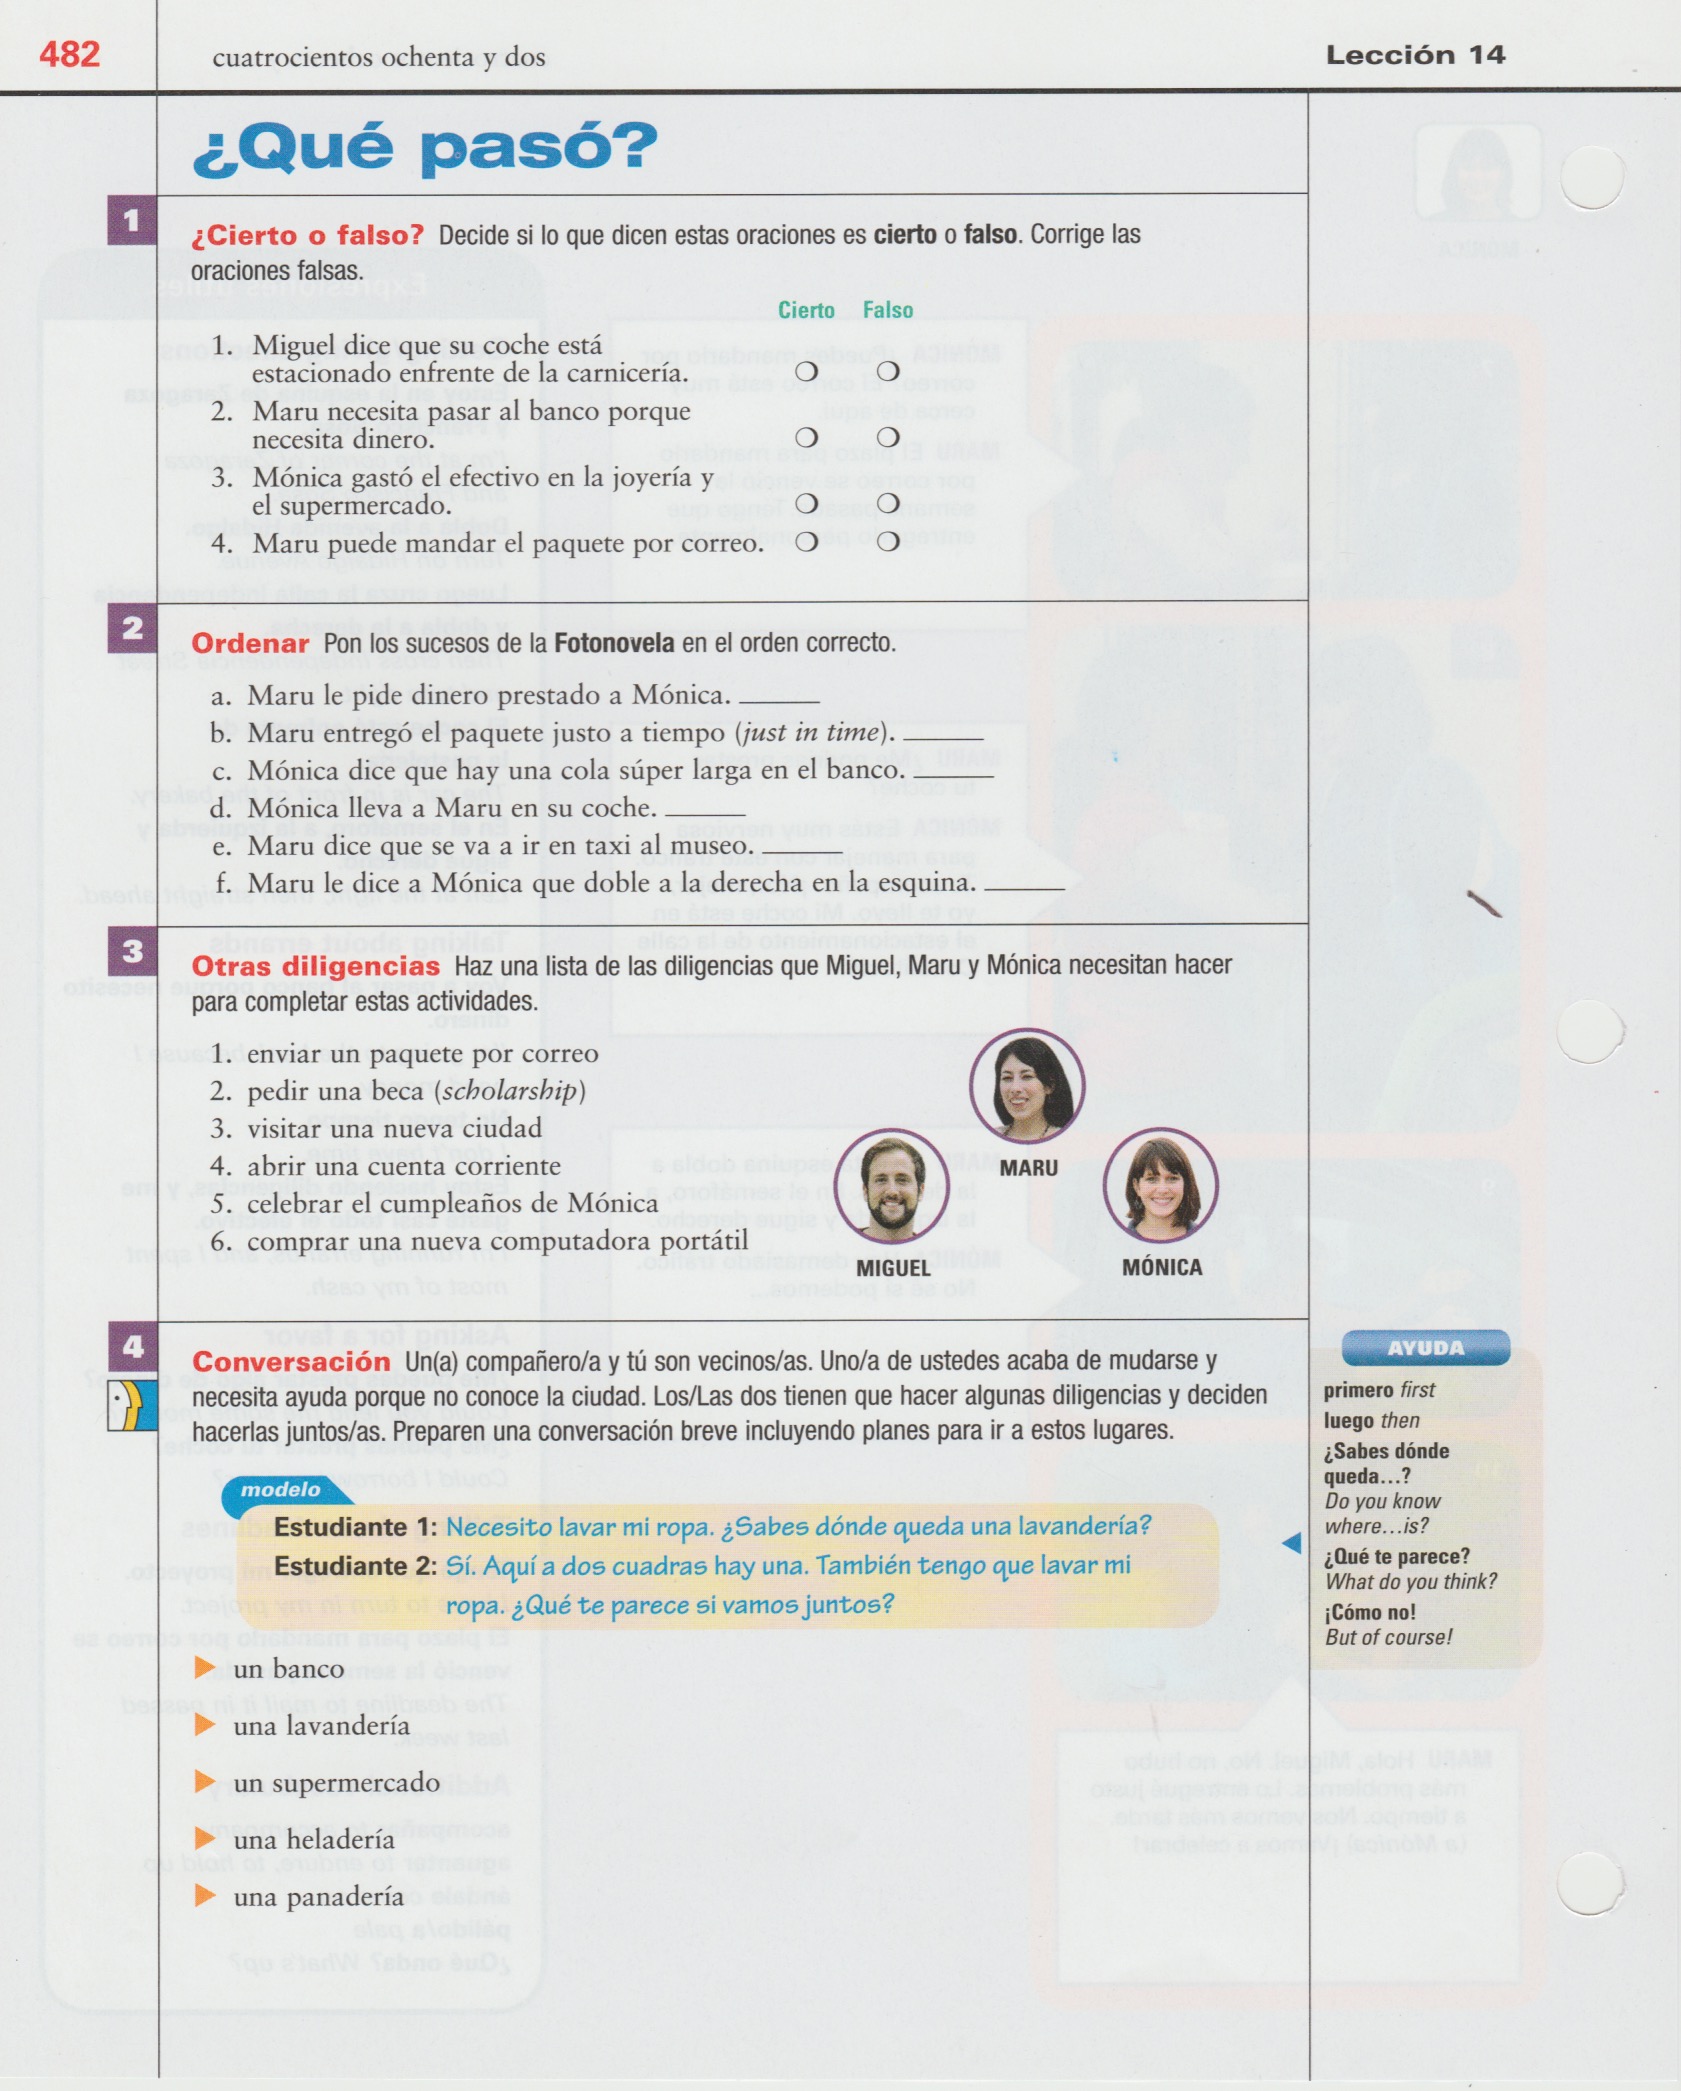 482
cuatrocientos ochenta y dos
Lección 14
¿Qué pasó?
1
¿Cierto o falso? Decide si lo que dicen estas oraciones es cierto o falso. Corrige las
oraciones falsas.
Cierto Falso
1. Miguel dice que su coche está
estacionado enfrente de la carnicería.
2. Maru necesita pasar al banco porque
necesita dinero.
3. Mónica gastó el efectivo en la joyería y
el supermercado.
4. Maru puede mandar el paquete por correo.
2
Ordenar Pon los sucesos de la Fotonovela en el orden correcto.
a. Maru le pide dinero prestado a Mónica. ______
b. Maru entregó el paquete justo a tiempo (just in time). ______
c. Mónica dice que hay una cola súper larga en el banco. ______
d. Mónica lleva a Maru en su coche. ______
e. Maru dice que se va a ir en taxi al museo. ______
f. Maru le dice a Mónica que doble a la derecha en la esquina. ______
3
Otras diligencias Haz una lista de las diligencias que Miguel, Maru y Mónica necesitan hacer
para completar estas actividades.
1. enviar un paquete por correo
2. pedir una beca (scholarship)
3. visitar una nueva ciudad
4. abrir una cuenta corriente
5. celebrar el cumpleaños de Mónica
6. comprar una nueva computadora portátil
MARU
MIGUEL
MÓNICA
4
Conversación Un(a) compañero/a y tú son vecinos/as. Uno/a de ustedes acaba de mudarse y
necesita ayuda porque no conoce la ciudad. Los/Las dos tienen que hacer algunas diligencias y deciden
hacerlas juntos/as. Preparen una conversación breve incluyendo planes para ir a estos lugares.
modelo
Estudiante 1: Necesito lavar mi ropa. ¿Sabes dónde queda una lavandería?
Estudiante 2: Sí. Aquí a dos cuadras hay una. También tengo que lavar mi
ropa. ¿Qué te parece si vamos juntos?
un banco
una lavandería
un supermercado
una heladería
una panadería
AYUDA
primero first
luego then
¿Sabes dónde
queda...?
Do you know
where...is?
¿Qué te parece?
What do you think?
¡Cómo no!
But of course!